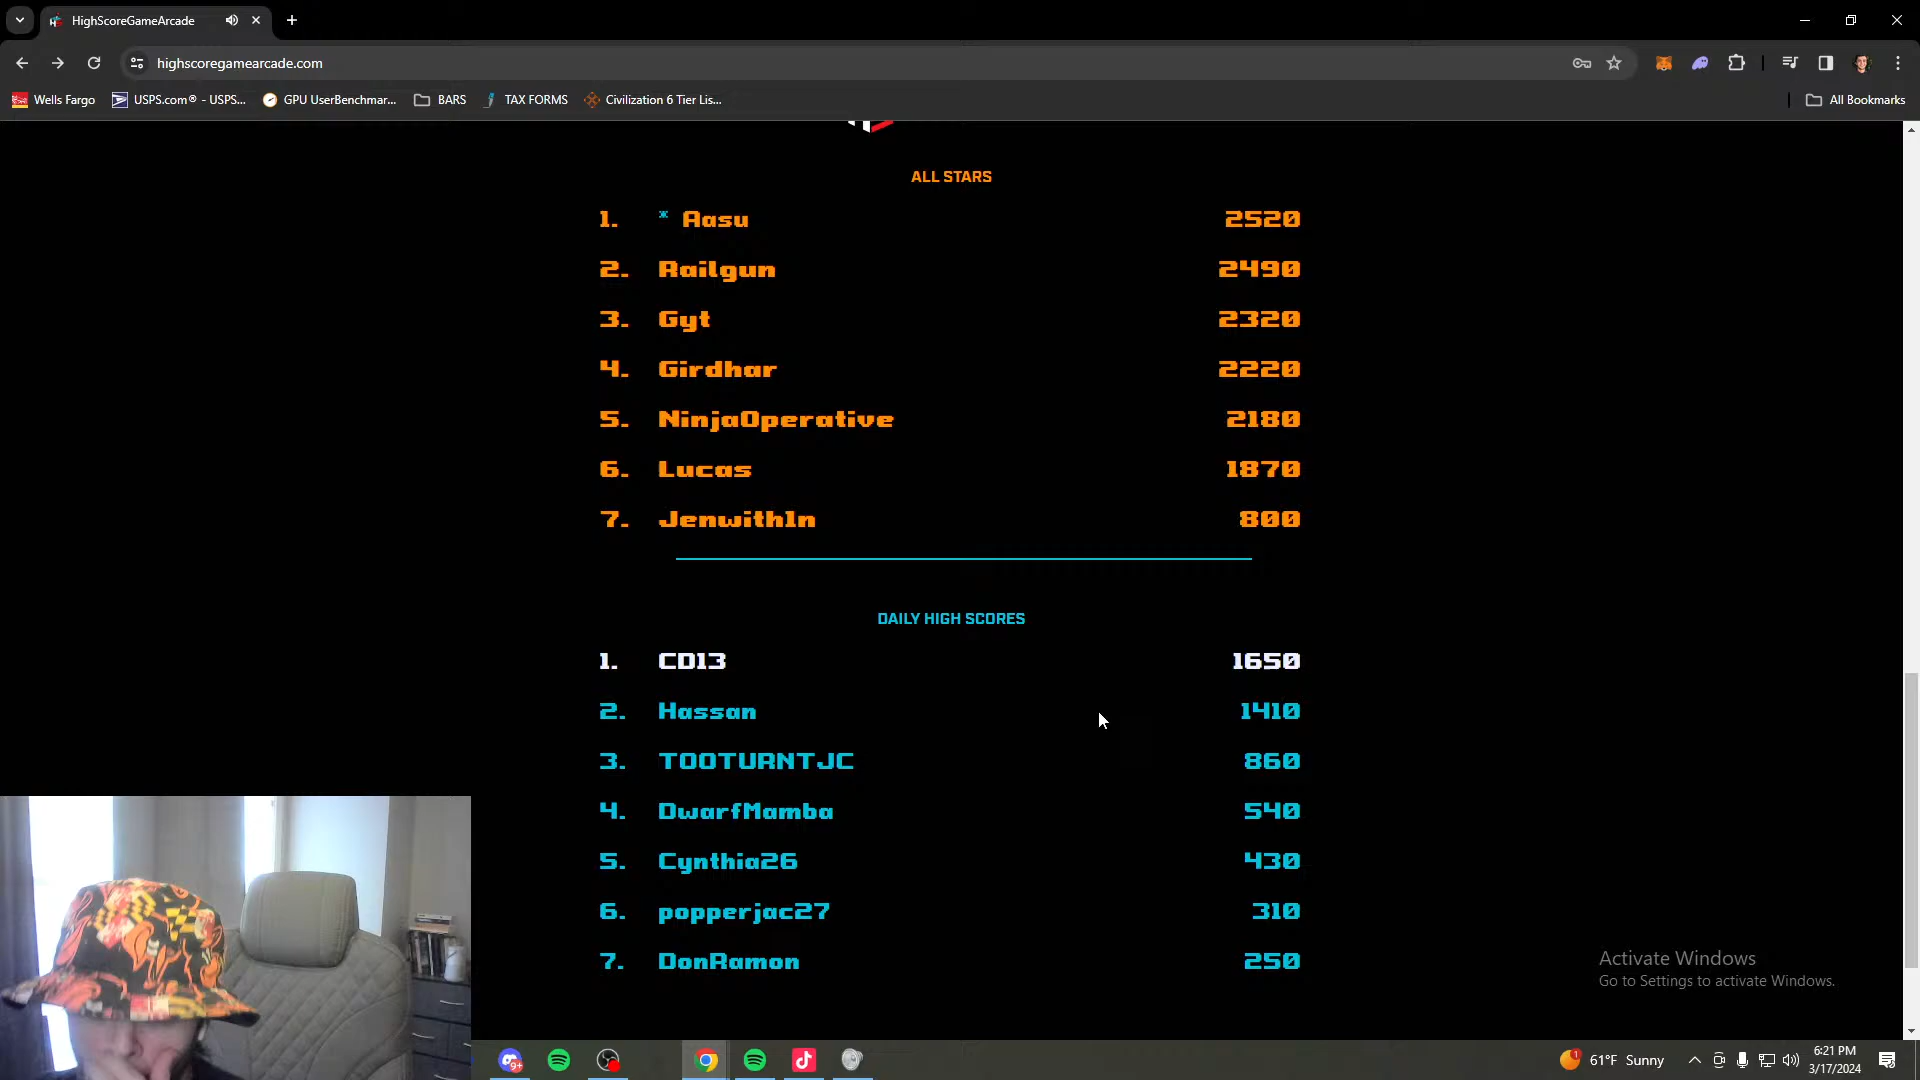 HighScoreGameArcade
highscoregamearcade.com
Wells Fargo
USPS.com® - USPS...
GPU UserBenchmar...
BARS
TAX FORMS
Civilization 6 Tier Lis...
All Bookmarks
ALL STARS
1. * Aasu 2520
2. Railgun 2490
3. Gyt 2320
4. Girdhar 2220
5. NinjaOperative 2180
6. Lucas 1870
7. Jenwith1n 800
DAILY HIGH SCORES
1. CD13 1650
2. Hassan 1410
3. TOOTURNTJC 860
4. DwarfMamba 540
5. Cynthia26 430
6. popperjac27 310
7. DonRamon 250
Activate Windows
Go to Settings to activate Windows.
9+
1
61°F Sunny
6:21 PM
3/17/2024